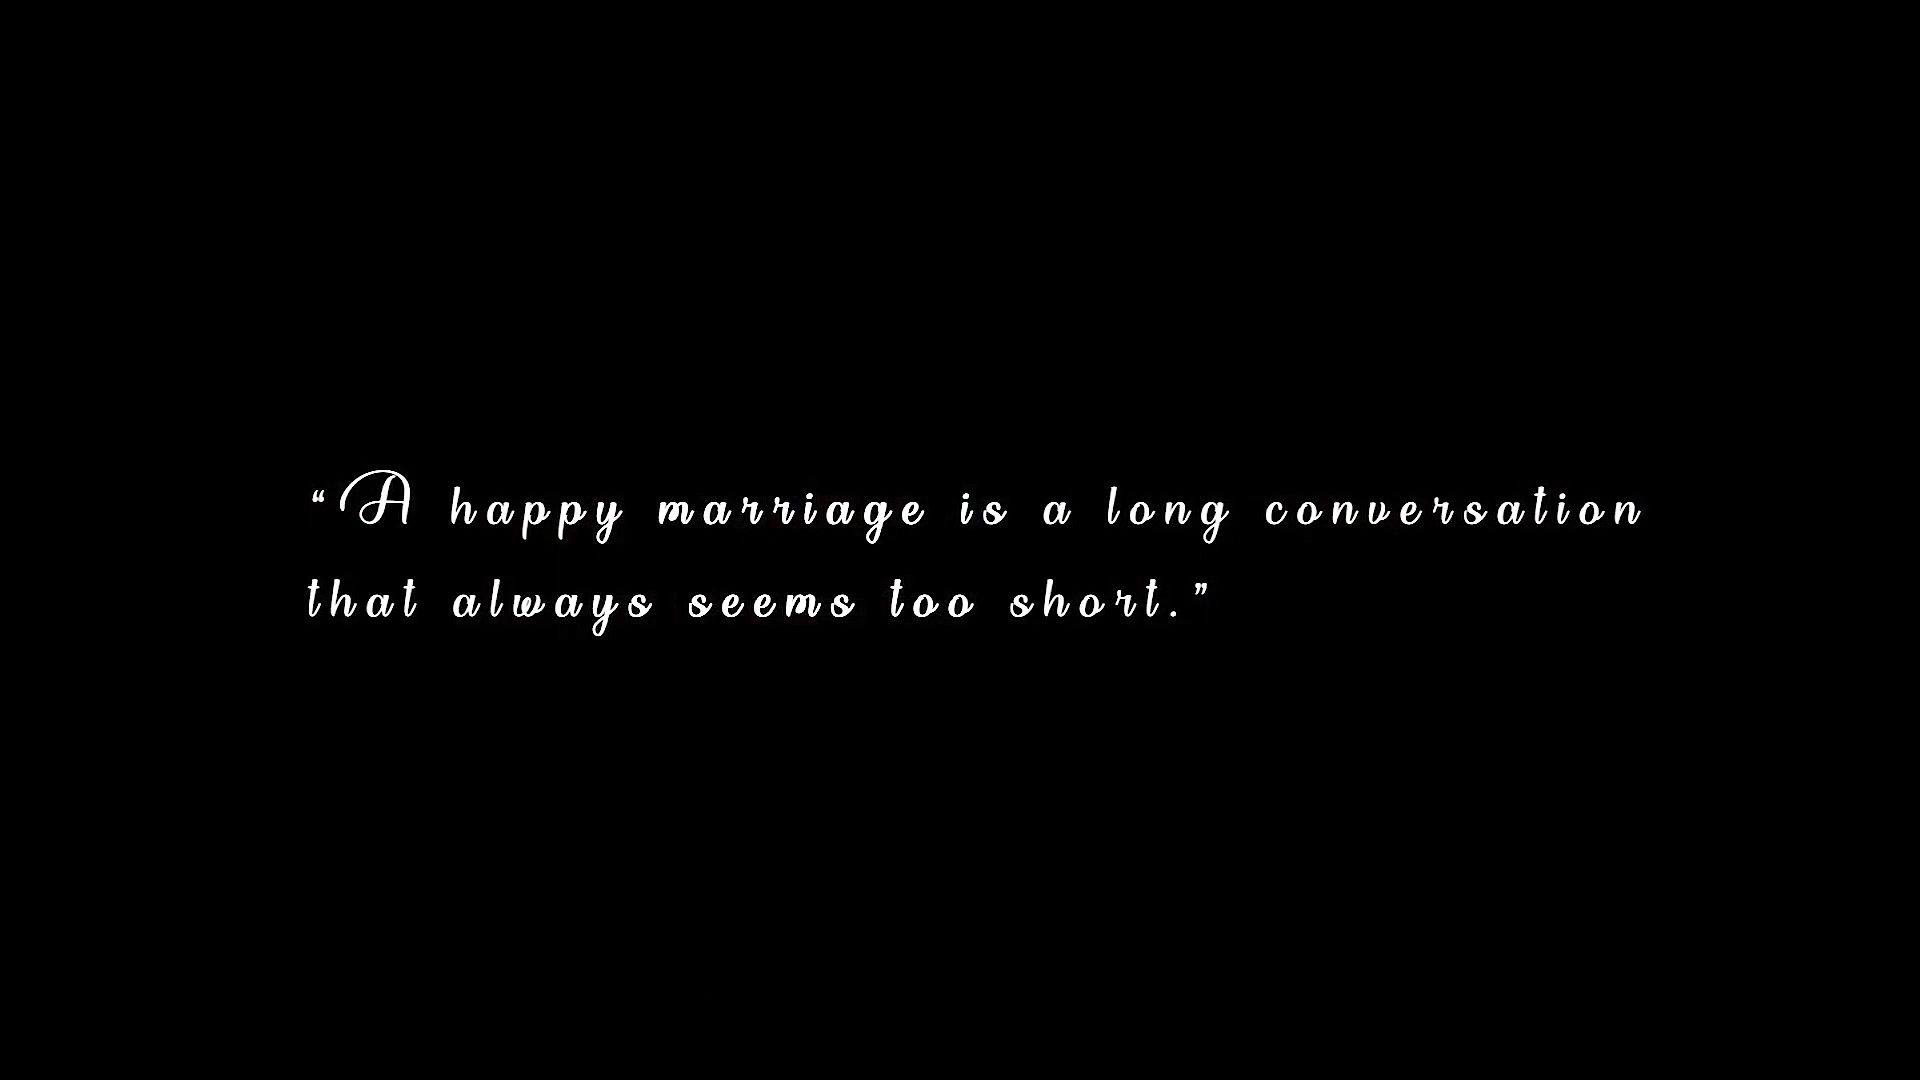 “A happy marriage is a long conversation
that always seems too short.”